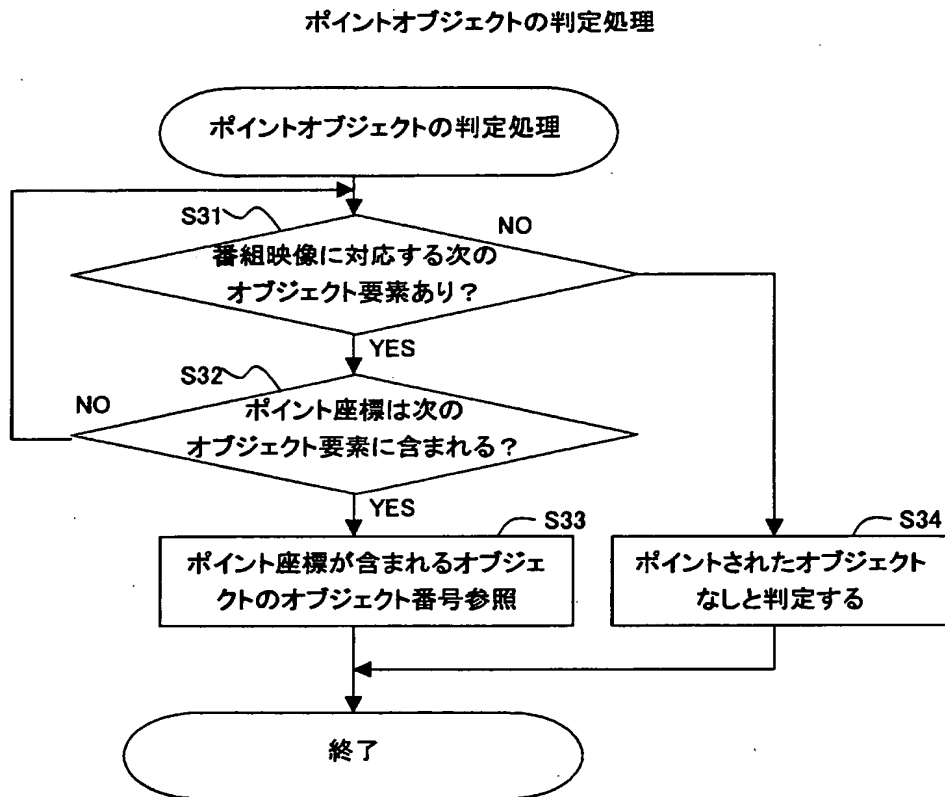 ポイントオブジェクトの判定処理
ポイントオブジェクトの判定処理
S31
NO
番組映像に対応する次の
オブジェクト要素あり？
YES
S32
NO
ポイント座標は次の
オブジェクト要素に含まれる？
YES
S33
ポイント座標が含まれるオブジェ
クトのオブジェクト番号参照
S34
ポイントされたオブジェクト
なしと判定する
終了